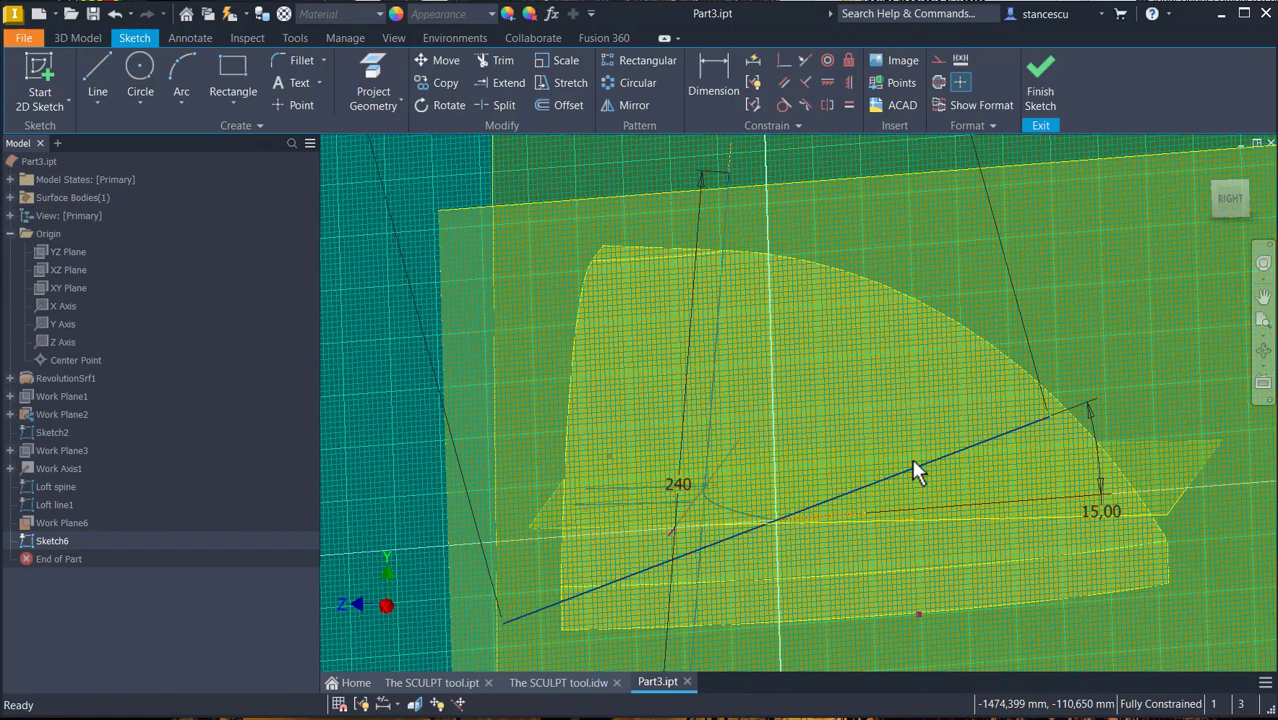 Material
Appearance
Part3.ipt
Search Help & Commands...
stancescu
File
3D Model
Sketch
Annotate
Inspect
Tools
Manage
View
Environments
Collaborate
Fusion 360
Start
2D Sketch
Sketch
Line
Circle
Arc
Rectangle
Fillet
Text
Point
Project
Geometry
Create
Move
Copy
Rotate
Trim
Extend
Split
Scale
Stretch
Offset
Modify
Rectangular
Circular
Mirror
Pattern
Dimension
Constrain
Image
Points
ACAD
Insert
Show Format
Format
Finish
Sketch
Exit
Model
Part3.ipt
Model States: [Primary]
Surface Bodies(1)
View: [Primary]
Origin
YZ Plane
XZ Plane
XY Plane
X Axis
Y Axis
Z Axis
Center Point
RevolutionSrf1
Work Plane1
Work Plane2
Sketch2
Work Plane3
Work Axis1
Loft spine
Loft line1
Work Plane6
Sketch6
End of Part
RIGHT
240
15,00
Y
Z
X
Home
The SCULPT tool.ipt
The SCULPT tool.idw
Part3.ipt
Ready
-1474,399 mm, -110,650 mm
Fully Constrained
1
3